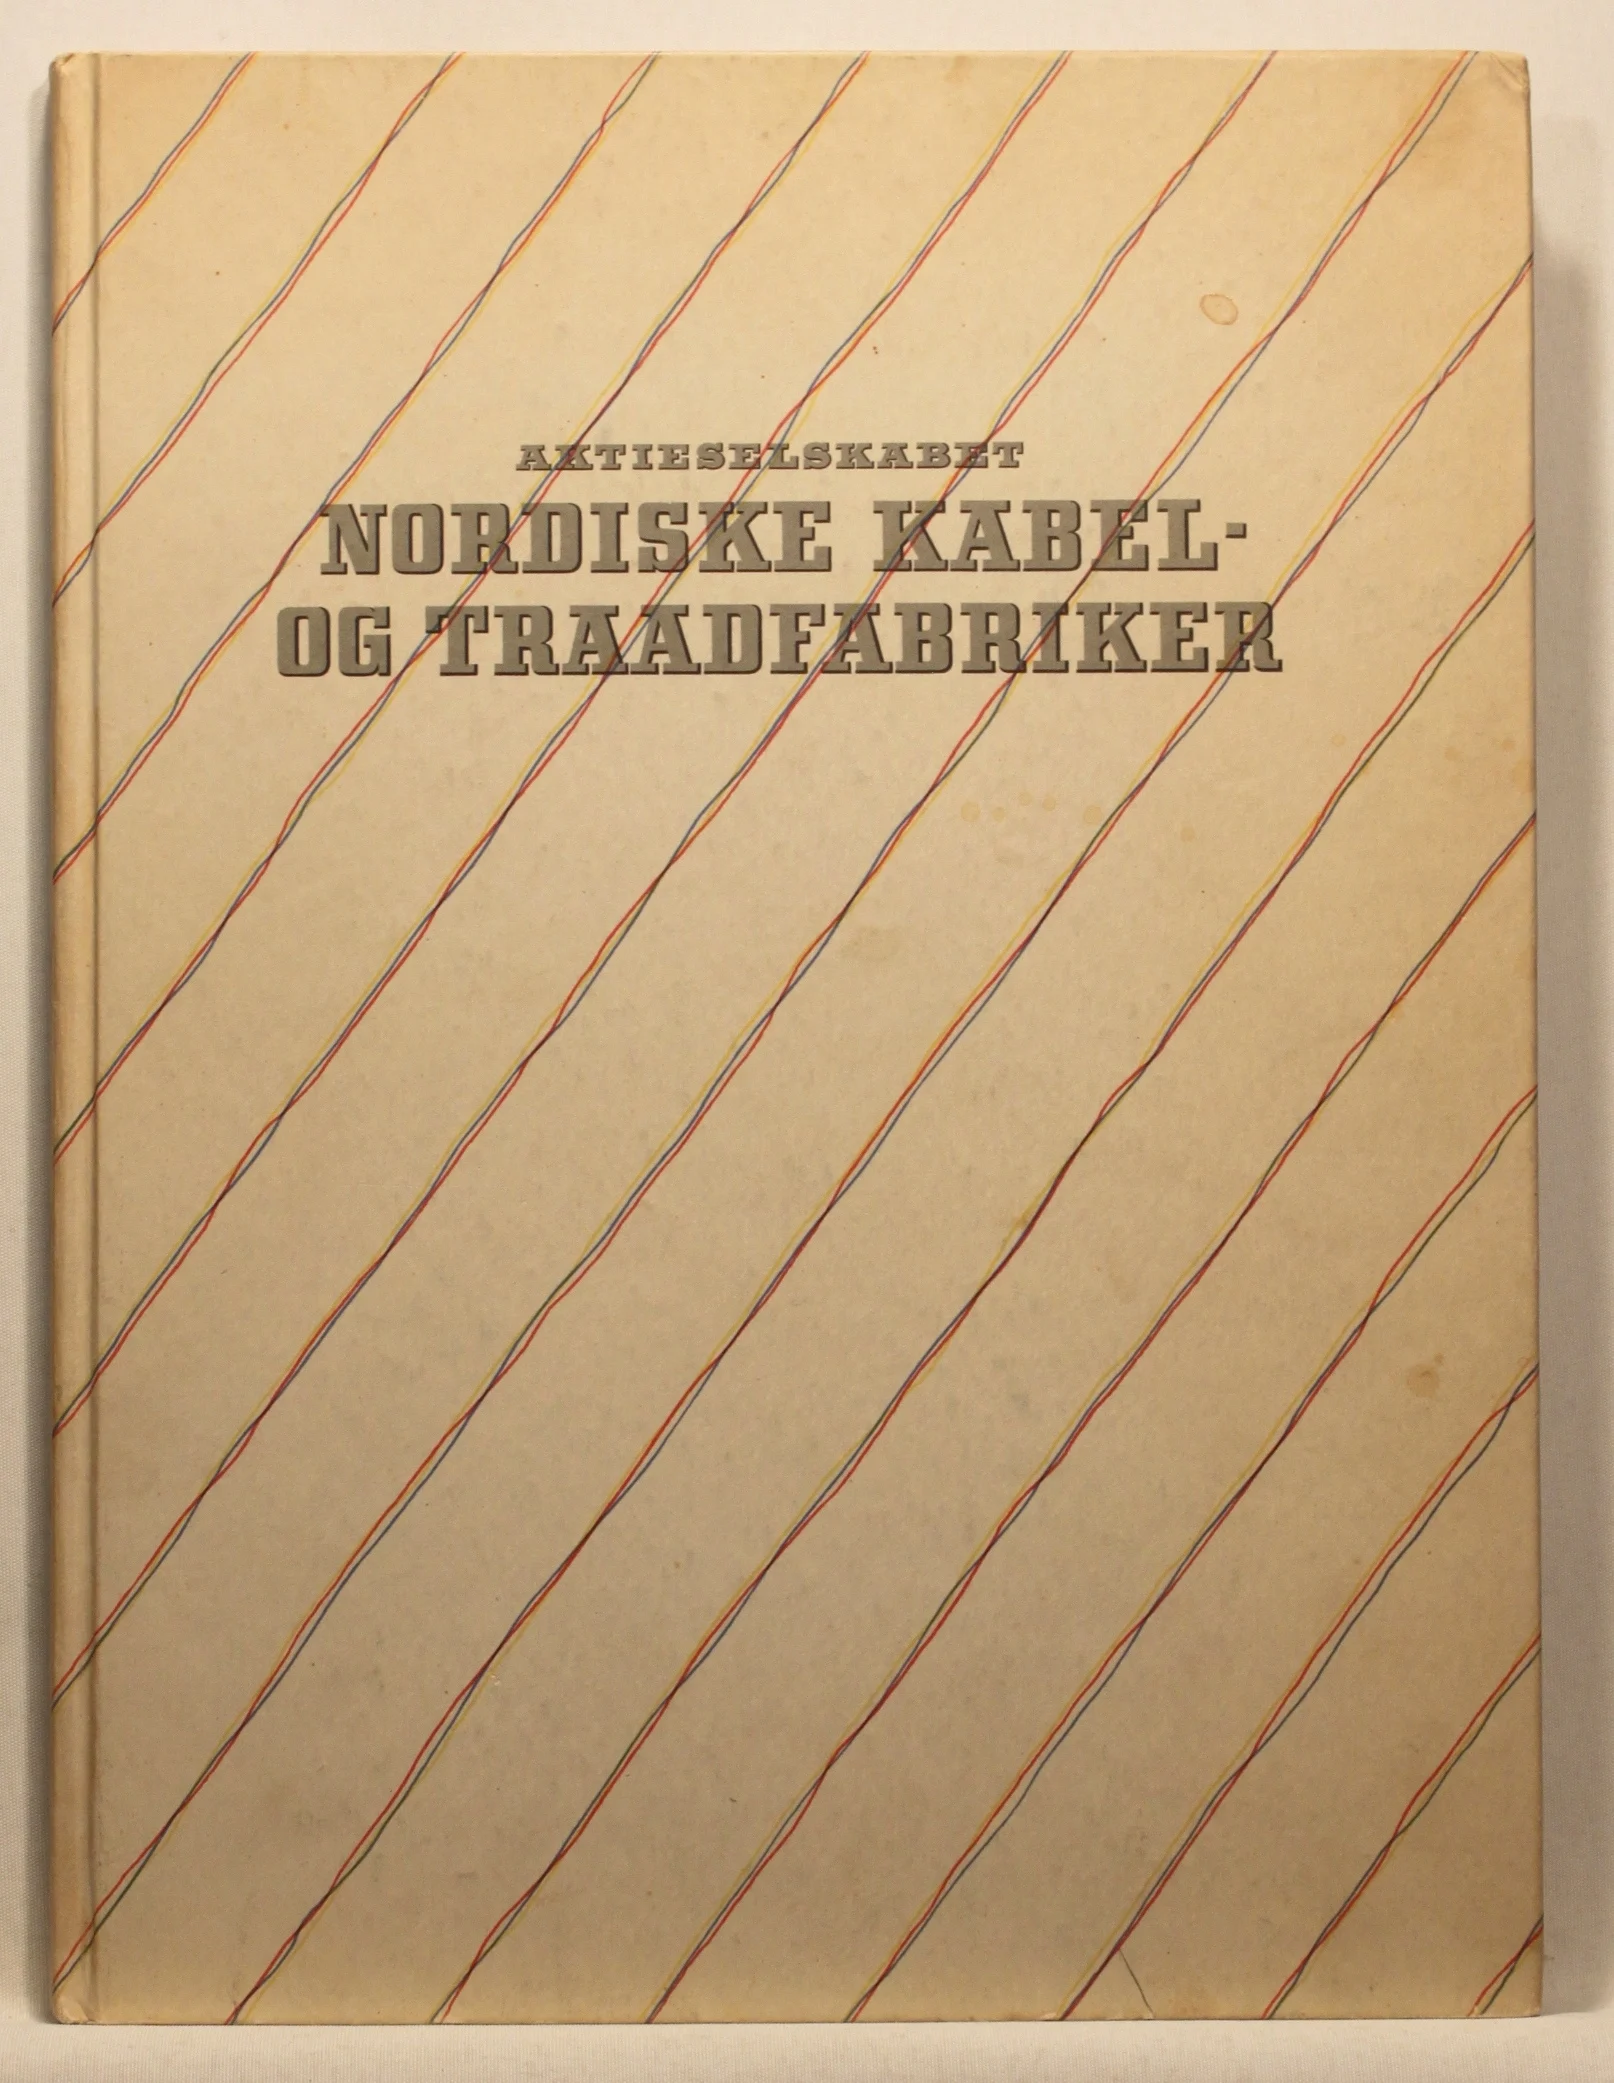 AKTIESELSKABET
NORDISKE KABEL-
OG TRAADFABRIKER